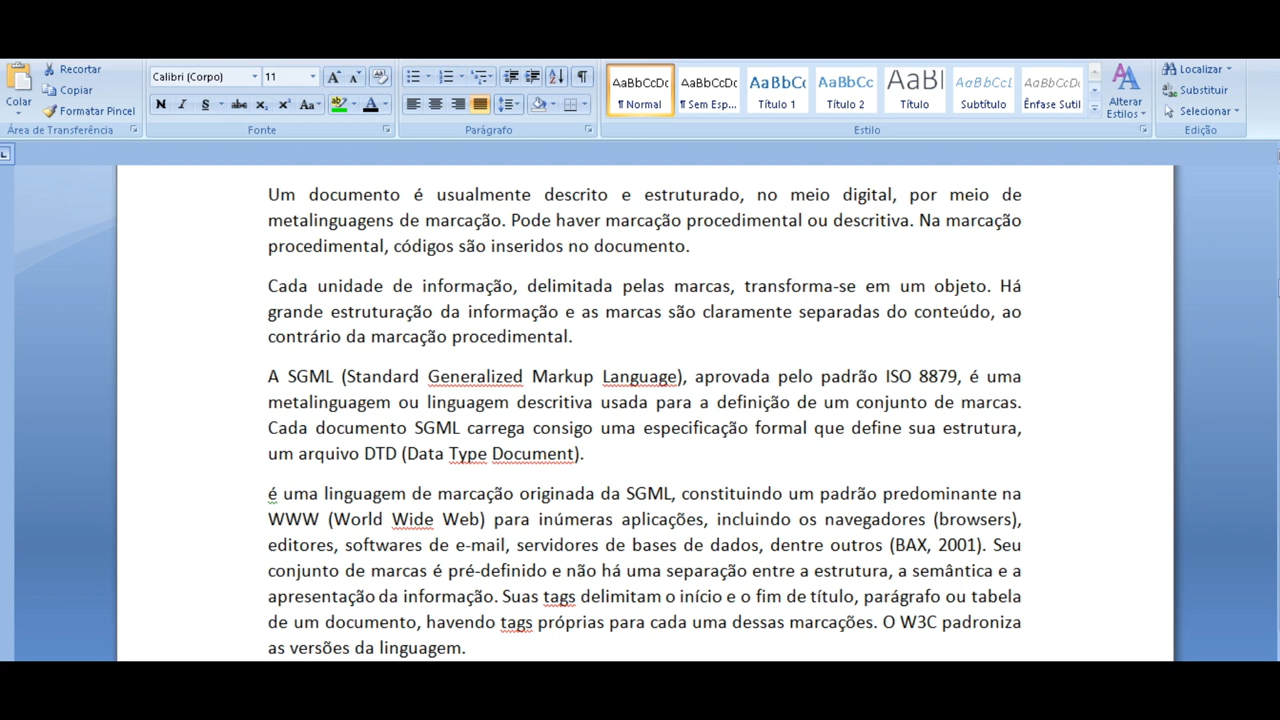 Recortar
Copiar
Colar
Formatar Pincel
Área de Transferência
Calibri (Corpo) 11
N I S abc x₂ x² Aa A
Fonte
Parágrafo
AaBbCcDc AaBbCcDc AaBbC AaBbCc AaB AaBbCcL AaBbCcDc
¶ Normal ¶ Sem Esp... Título 1 Título 2 Título Subtítulo Ênfase Sutil
Alterar
Estilos
Estilo
Localizar
Substituir
Selecionar
Edição
Um documento é usualmente descrito e estruturado, no meio digital, por meio de
metalinguagens de marcação. Pode haver marcação procedimental ou descritiva. Na marcação
procedimental, códigos são inseridos no documento.
Cada unidade de informação, delimitada pelas marcas, transforma-se em um objeto. Há
grande estruturação da informação e as marcas são claramente separadas do conteúdo, ao
contrário da marcação procedimental.
A SGML (Standard Generalized Markup Language), aprovada pelo padrão ISO 8879, é uma
metalinguagem ou linguagem descritiva usada para a definição de um conjunto de marcas.
Cada documento SGML carrega consigo uma especificação formal que define sua estrutura,
um arquivo DTD (Data Type Document).
é uma linguagem de marcação originada da SGML, constituindo um padrão predominante na
WWW (World Wide Web) para inúmeras aplicações, incluindo os navegadores (browsers),
editores, softwares de e-mail, servidores de bases de dados, dentre outros (BAX, 2001). Seu
conjunto de marcas é pré-definido e não há uma separação entre a estrutura, a semântica e a
apresentação da informação. Suas tags delimitam o início e o fim de título, parágrafo ou tabela
de um documento, havendo tags próprias para cada uma dessas marcações. O W3C padroniza
as versões da linguagem.